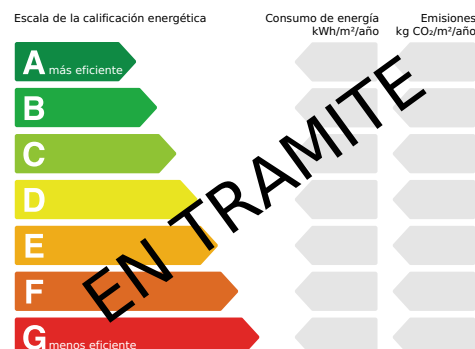 Escala de la calificación energética
Consumo de energía
kWh/m²/año
Emisiones
kg CO₂/m²/año
A más eficiente
B
C
D
E
F
G menos eficiente
EN TRAMITE